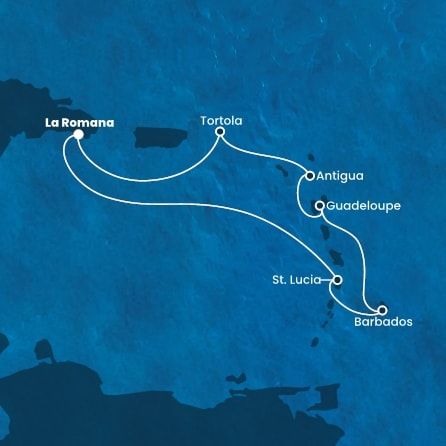 La Romana
Tortola
Antigua
Guadeloupe
St. Lucia
Barbados